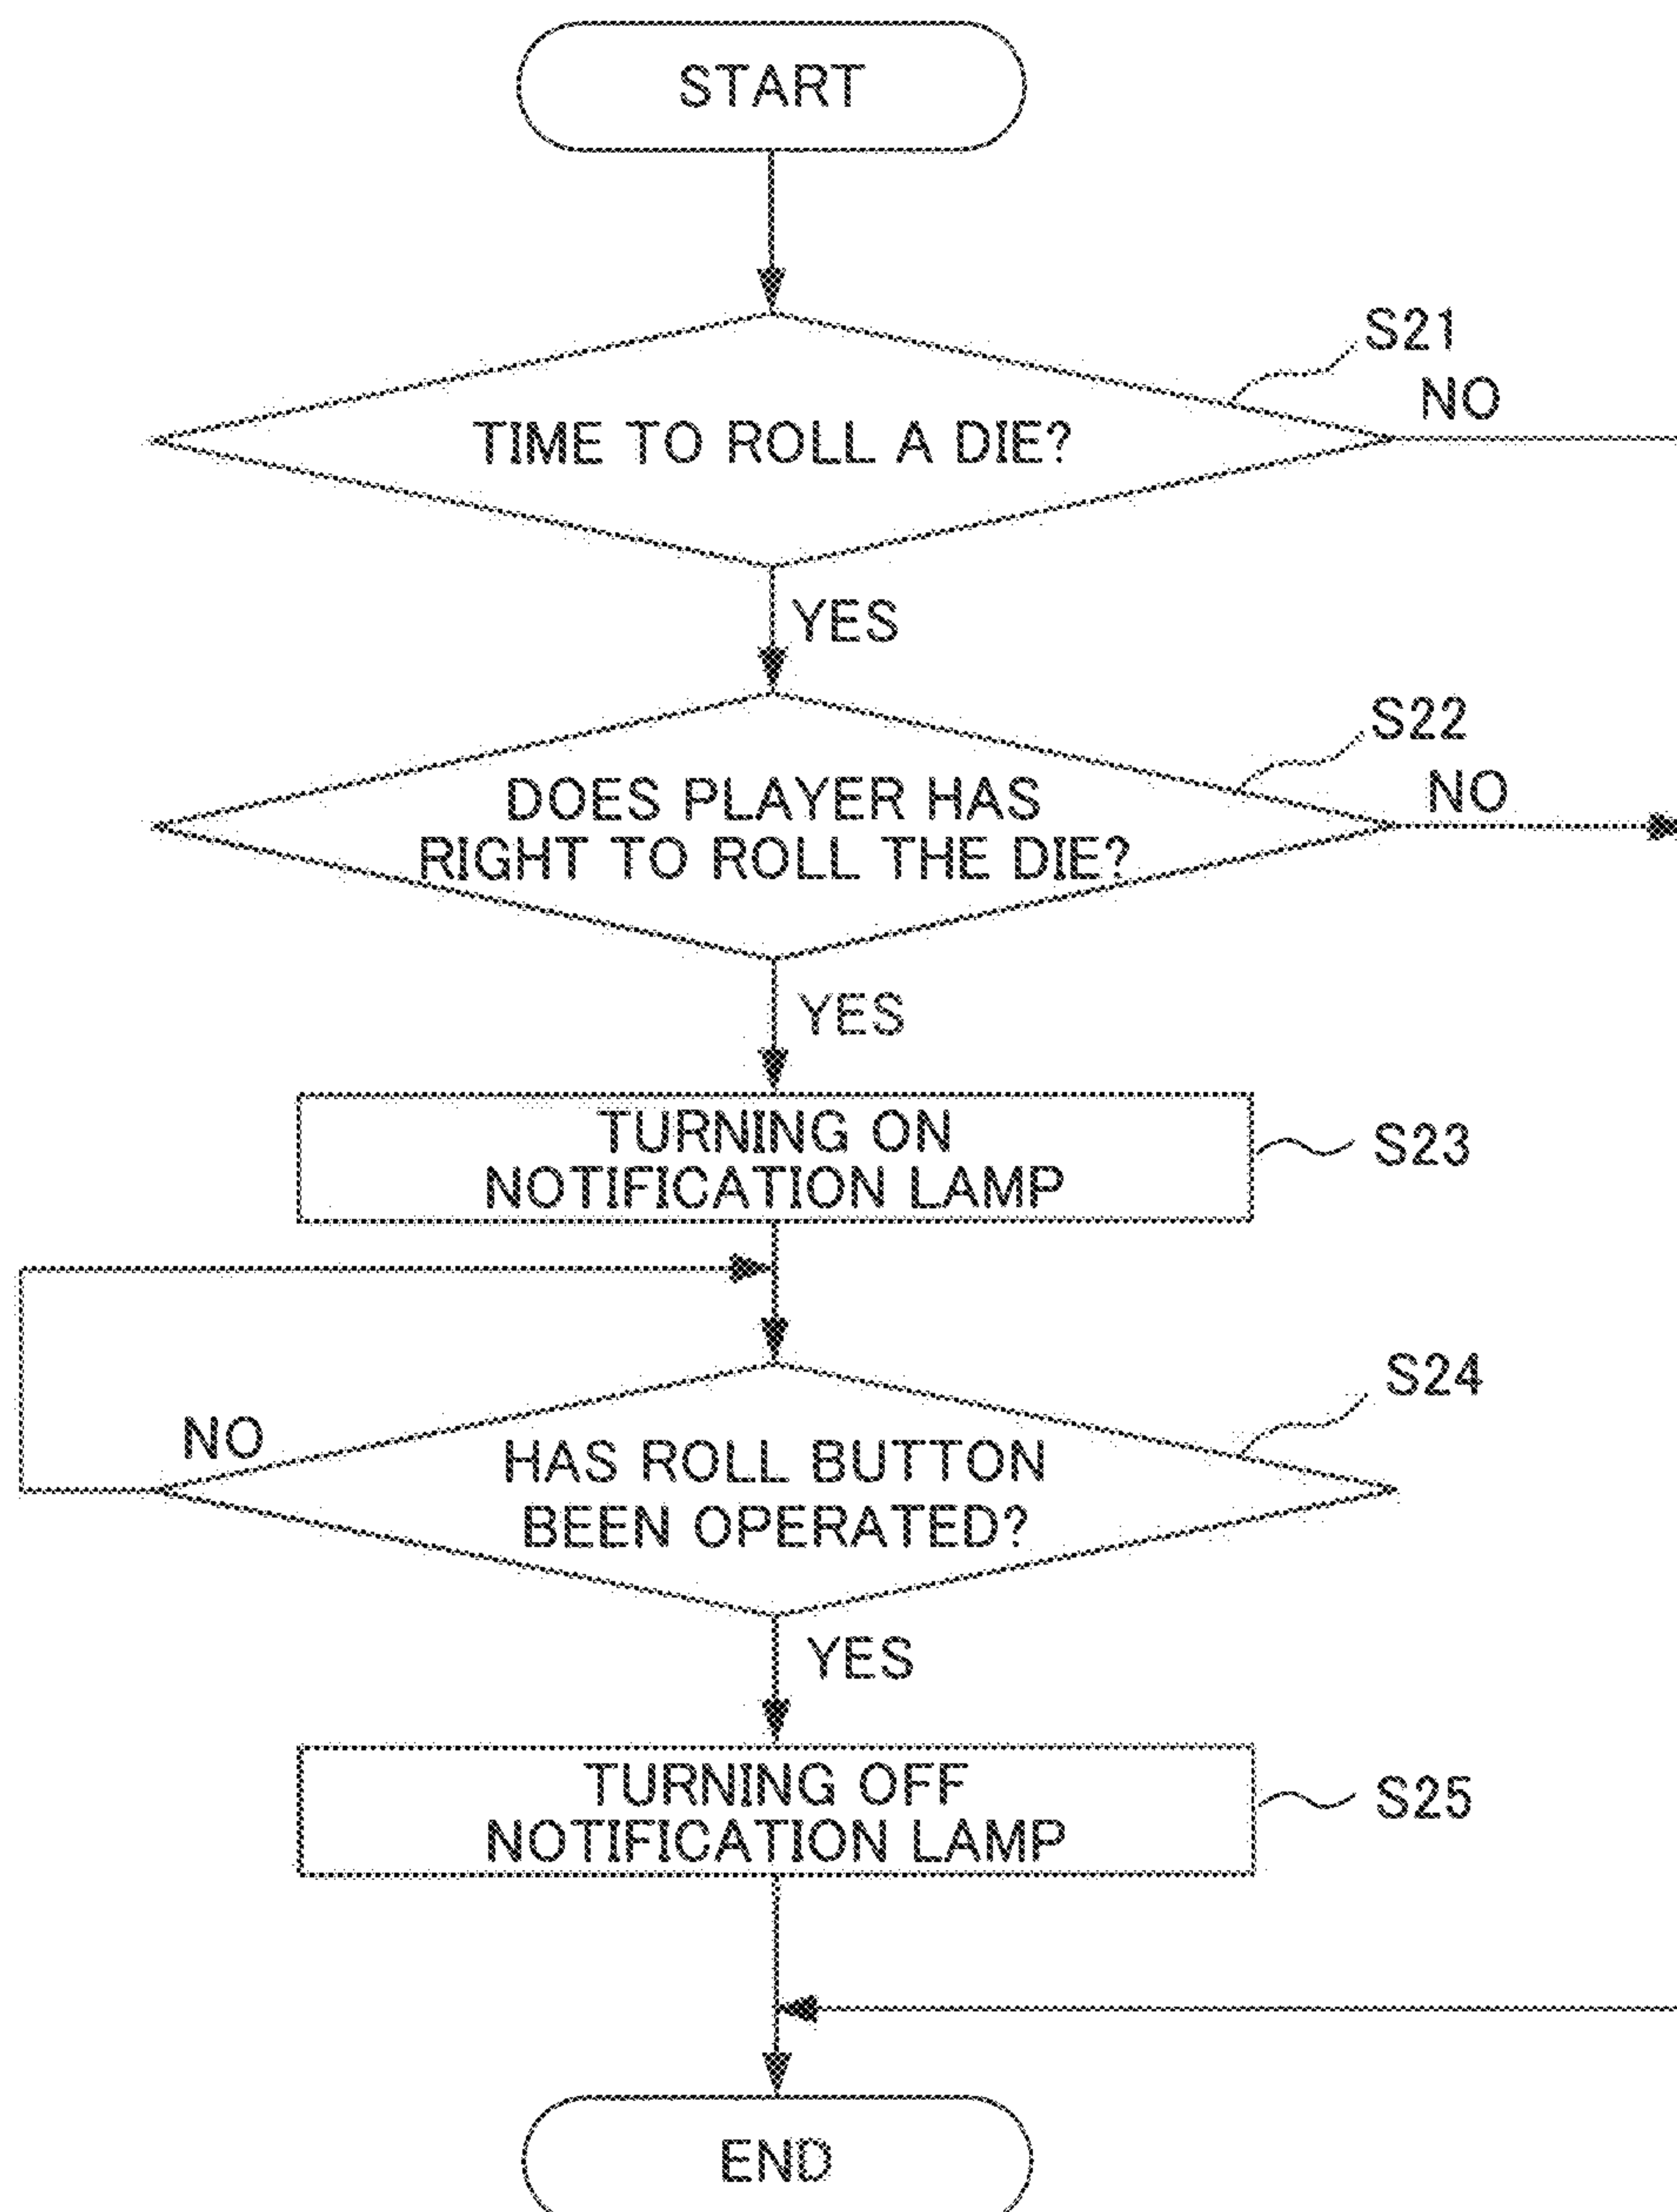 START
S21
NO
TIME TO ROLL A DIE?
YES
S22
NO
DOES PLAYER HAS
RIGHT TO ROLL THE DIE?
YES
TURNING ON
NOTIFICATION LAMP
S23
S24
NO
HAS ROLL BUTTON
BEEN OPERATED?
YES
TURNING OFF
NOTIFICATION LAMP
S25
END